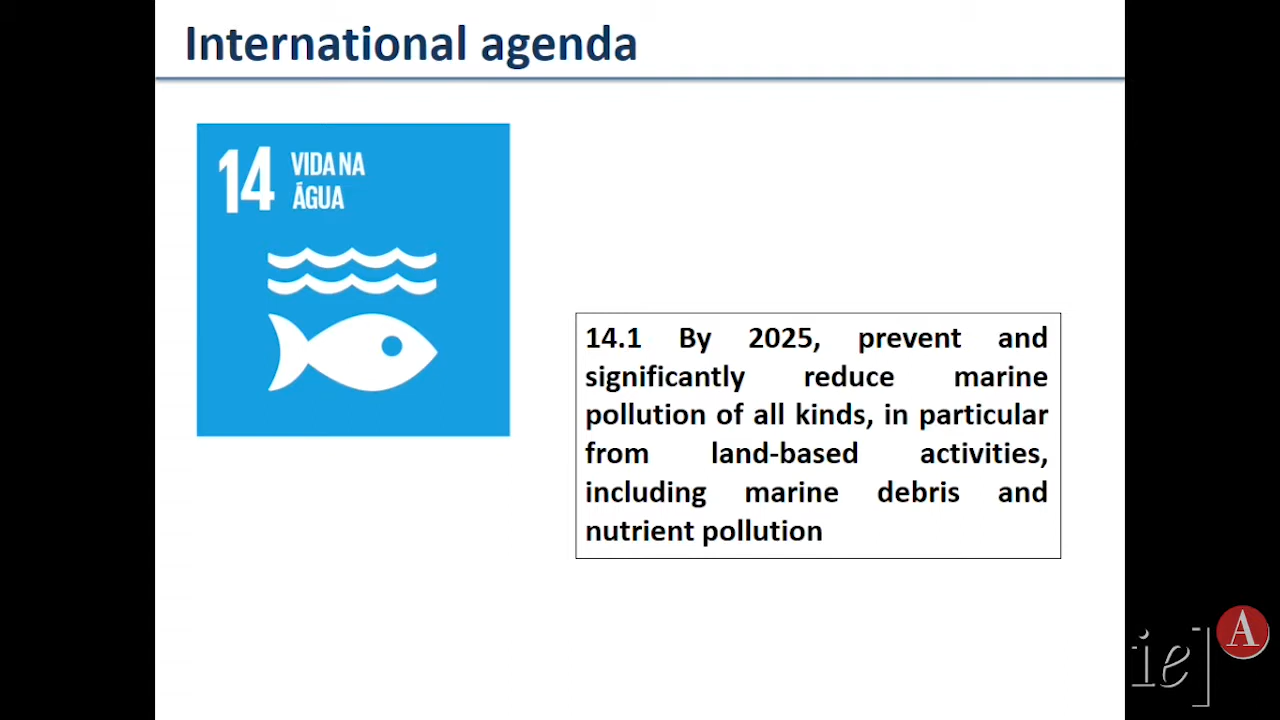 International agenda
14 VIDA NA
ÁGUA
14.1 By 2025, prevent and
significantly reduce marine
pollution of all kinds, in particular
from land-based activities,
including marine debris and
nutrient pollution
ie] A